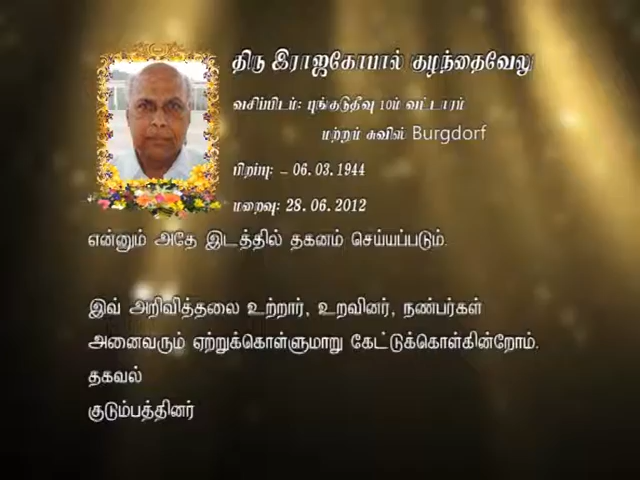 திரு இராஜகோபால் குழந்தைவேலு
வசிப்பிடம்: புங்கடுதீவு 10ம் வட்டாரம்
மற்றம் சுவிஸ் Burgdorf
பிறப்பு: – 06. 03. 1944
மறைவு: 28. 06. 2012
என்னும் அதே இடத்தில் தகனம் செய்யப்படும்.
இவ் அறிவித்தலை உற்றார், உறவினர், நண்பர்கள்
அனைவரும் ஏற்றுக்கொள்ளுமாறு கேட்டுக்கொள்கின்றோம்.
தகவல்
குடும்பத்தினர்